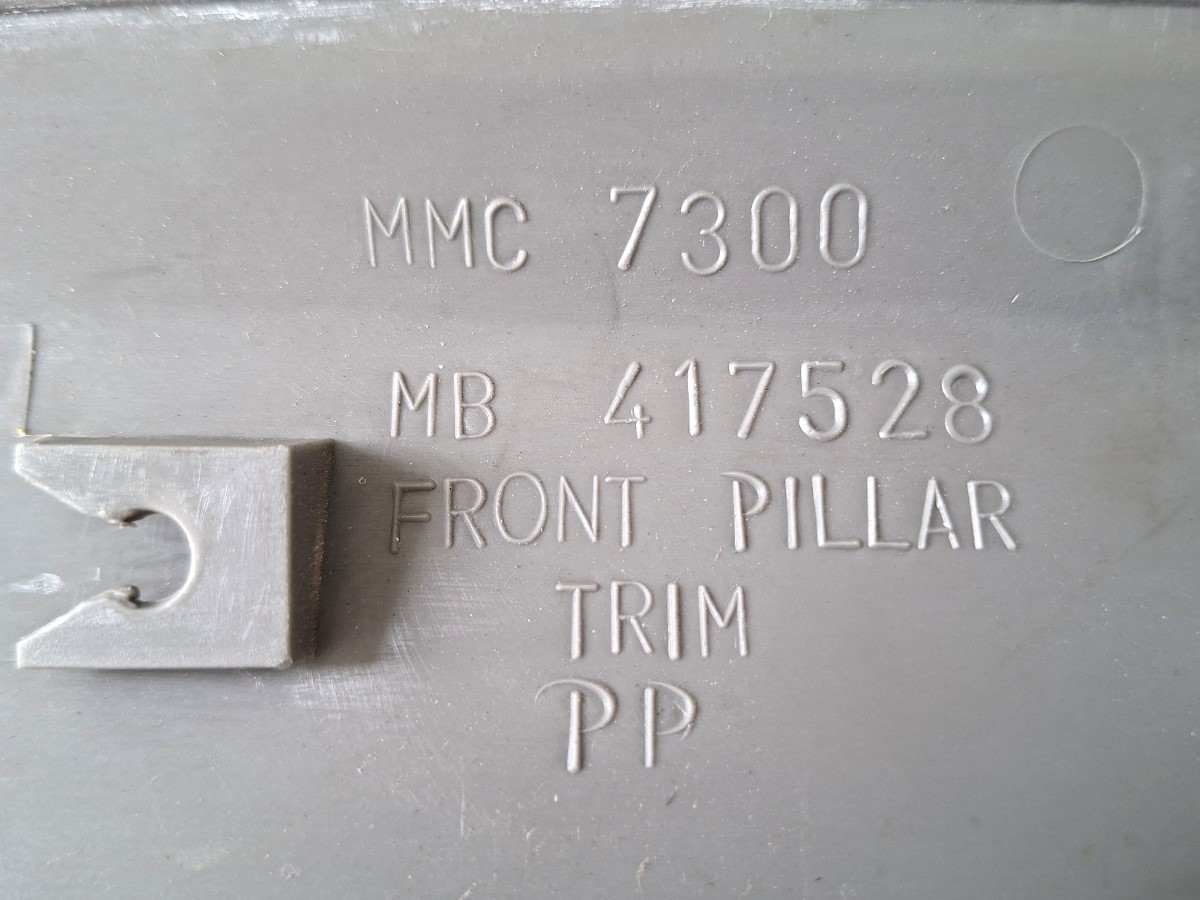 MMC 7300
MB 417528
FRONT PILLAR
TRIM
PP